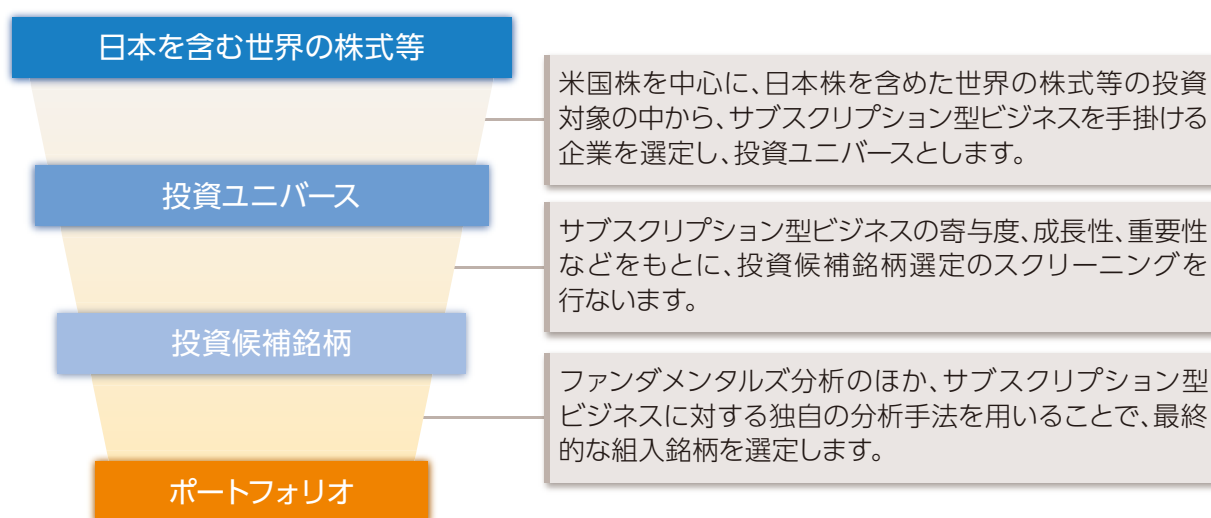 日本を含む世界の株式等
米国株を中心に、日本株を含めた世界の株式等の投資
対象の中から、サブスクリプション型ビジネスを手掛ける
企業を選定し、投資ユニバースとします。
投資ユニバース
サブスクリプション型ビジネスの寄与度、成長性、重要性
などをもとに、投資候補銘柄選定のスクリーニングを
行ないます。
投資候補銘柄
ファンダメンタルズ分析のほか、サブスクリプション型
ビジネスに対する独自の分析手法を用いることで、最終
的な組入銘柄を選定します。
ポートフォリオ